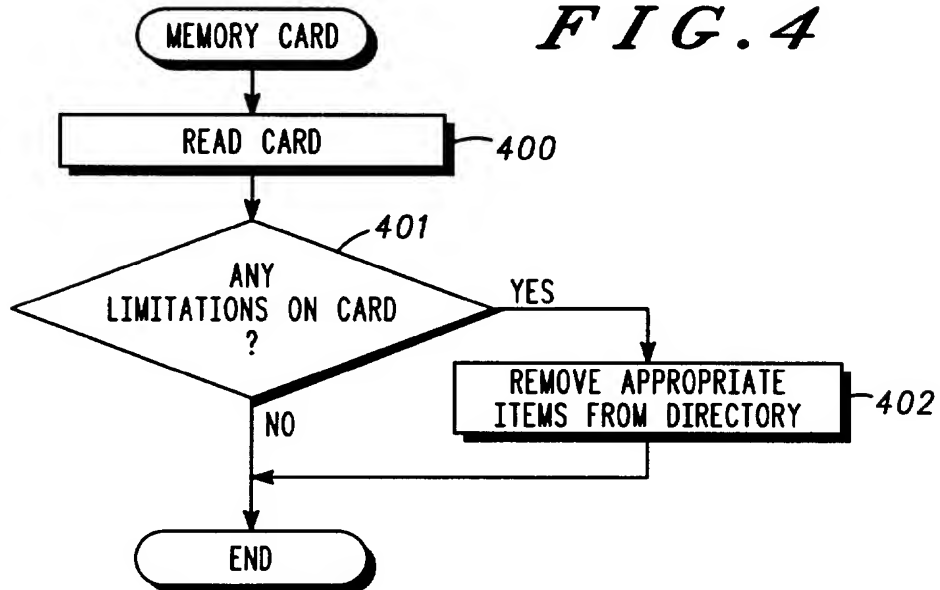 FIG.4
MEMORY CARD
READ CARD
400
401
ANY
LIMITATIONS ON CARD
?
YES
REMOVE APPROPRIATE
ITEMS FROM DIRECTORY
402
NO
END